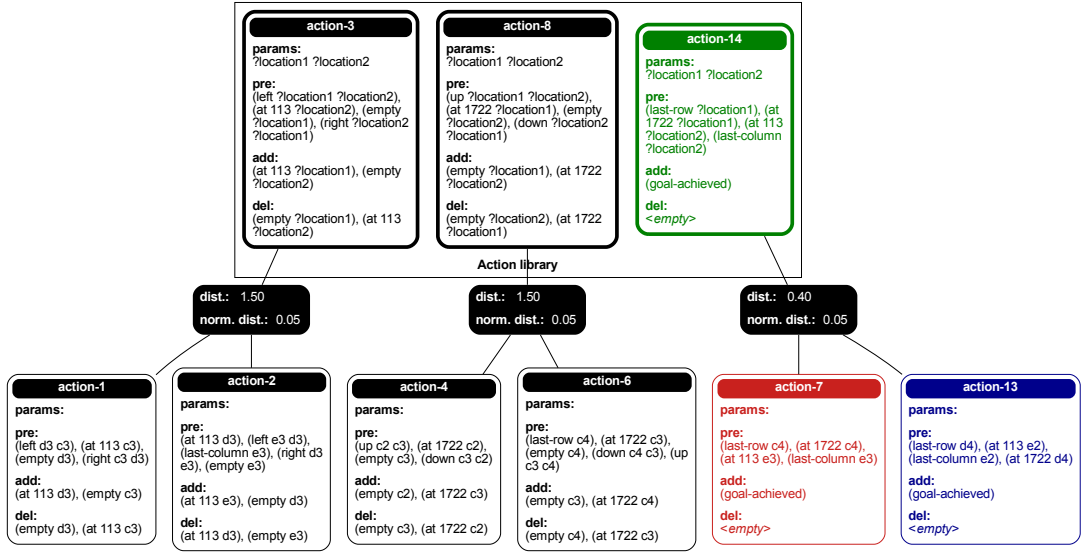 action-3
params:
?location1 ?location2
pre:
(left ?location1 ?location2),
(at 113 ?location2), (empty
?location1), (right ?location2
?location1)
add:
(at 113 ?location1), (empty
?location2)
del:
(empty ?location1), (at 113
?location2)
action-8
params:
?location1 ?location2
pre:
(up ?location1 ?location2),
(at 1722 ?location1), (empty
?location2), (down ?location2
?location1)
add:
(empty ?location1), (at 1722
?location2)
del:
(empty ?location2), (at 1722
?location1)
action-14
params:
?location1 ?location2
pre:
(last-row ?location1), (at
1722 ?location1), (at 113
?location2), (last-column
?location2)
add:
(goal-achieved)
del:
<empty>
Action library
dist.: 1.50
norm. dist.: 0.05
dist.: 1.50
norm. dist.: 0.05
dist.: 0.40
norm. dist.: 0.05
action-1
params:
pre:
(left d3 c3), (at 113 c3),
(empty d3), (right c3 d3)
add:
(at 113 d3), (empty c3)
del:
(empty d3), (at 113 c3)
action-2
params:
pre:
(at 113 d3), (left e3 d3),
(last-column e3), (right d3
e3), (empty e3)
add:
(at 113 e3), (empty d3)
del:
(at 113 d3), (empty e3)
action-4
params:
pre:
(up c2 c3), (at 1722 c2),
(empty c3), (down c3 c2)
add:
(empty c2), (at 1722 c3)
del:
(empty c3), (at 1722 c2)
action-6
params:
pre:
(last-row c4), (at 1722 c3),
(empty c4), (down c4 c3), (up
c3 c4)
add:
(empty c3), (at 1722 c4)
del:
(empty c4), (at 1722 c3)
action-7
params:
pre:
(last-row c4), (at 1722 c4),
(at 113 e3), (last-column e3)
add:
(goal-achieved)
del:
<empty>
action-13
params:
pre:
(last-row d4), (at 113 e2),
(last-column e2), (at 1722 d4)
add:
(goal-achieved)
del:
<empty>